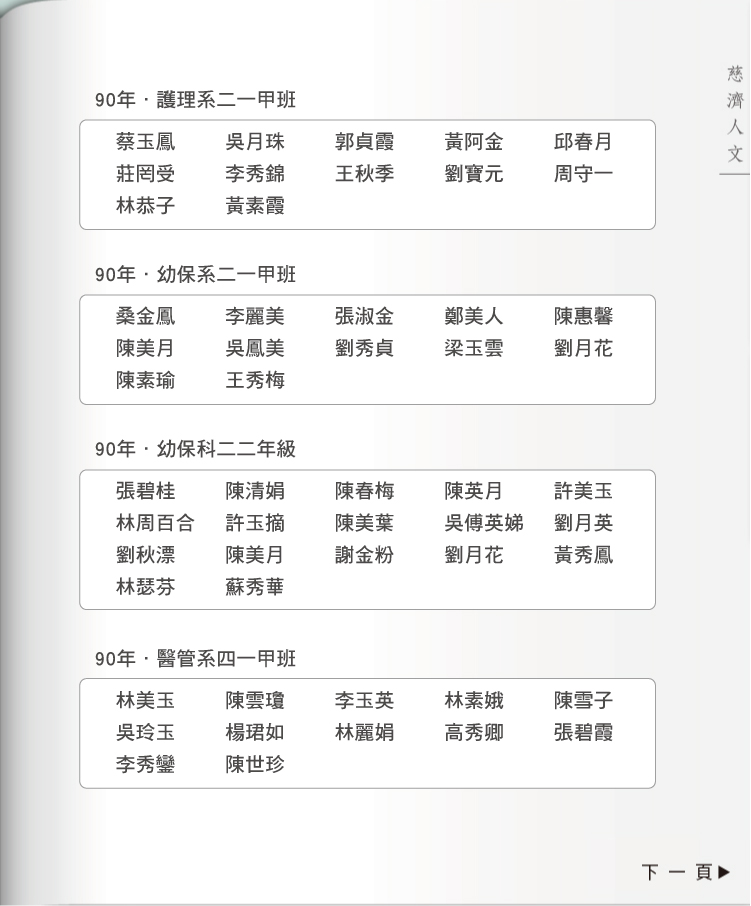 慈濟人文
90年．護理系二一甲班
蔡玉鳳 吳月珠 郭貞霞 黃阿金 邱春月
莊罔受 李秀錦 王秋季 劉寶元 周守一
林恭子 黃素霞
90年．幼保系二一甲班
桑金鳳 李麗美 張淑金 鄭美人 陳惠馨
陳美月 吳鳳美 劉秀貞 梁玉雲 劉月花
陳素瑜 王秀梅
90年．幼保科二二年級
張碧桂 陳清娟 陳春梅 陳英月 許美玉
林周百合 許玉摘 陳美葉 吳傅英娣 劉月英
劉秋漂 陳美月 謝金粉 劉月花 黃秀鳳
林瑟芬 蘇秀華
90年．醫管系四一甲班
林美玉 陳雲瓊 李玉英 林素娥 陳雪子
吳玲玉 楊珺如 林麗娟 高秀卿 張碧霞
李秀鑾 陳世珍
下一頁▶